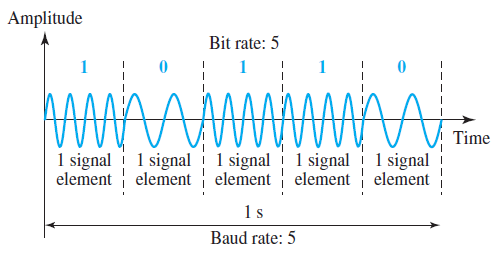 Amplitude
Bit rate: 5
1 0 1 1 0
Time
1 signal element 1 signal element 1 signal element 1 signal element 1 signal element
1 s
Baud rate: 5